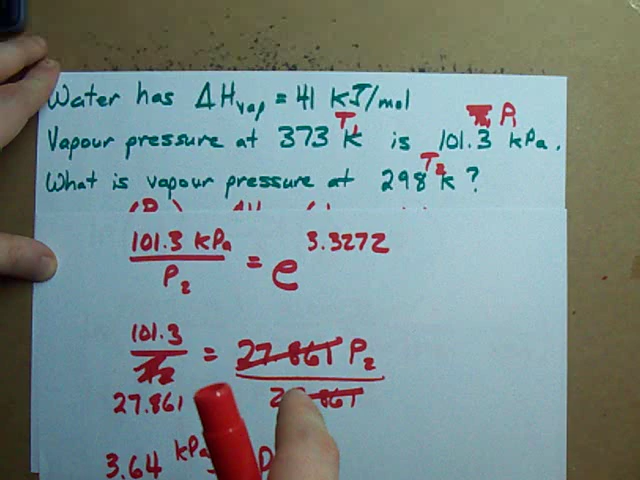 Water has ΔHvap = 41 kJ/mol
T1 P1
Vapour pressure at 373 K is 101.3 kPa.
T2
What is vapour pressure at 298 K ?
101.3 kPa / P2 = e^3.3272
101.3 = 27.861 P2
27.861
3.64 kPa P